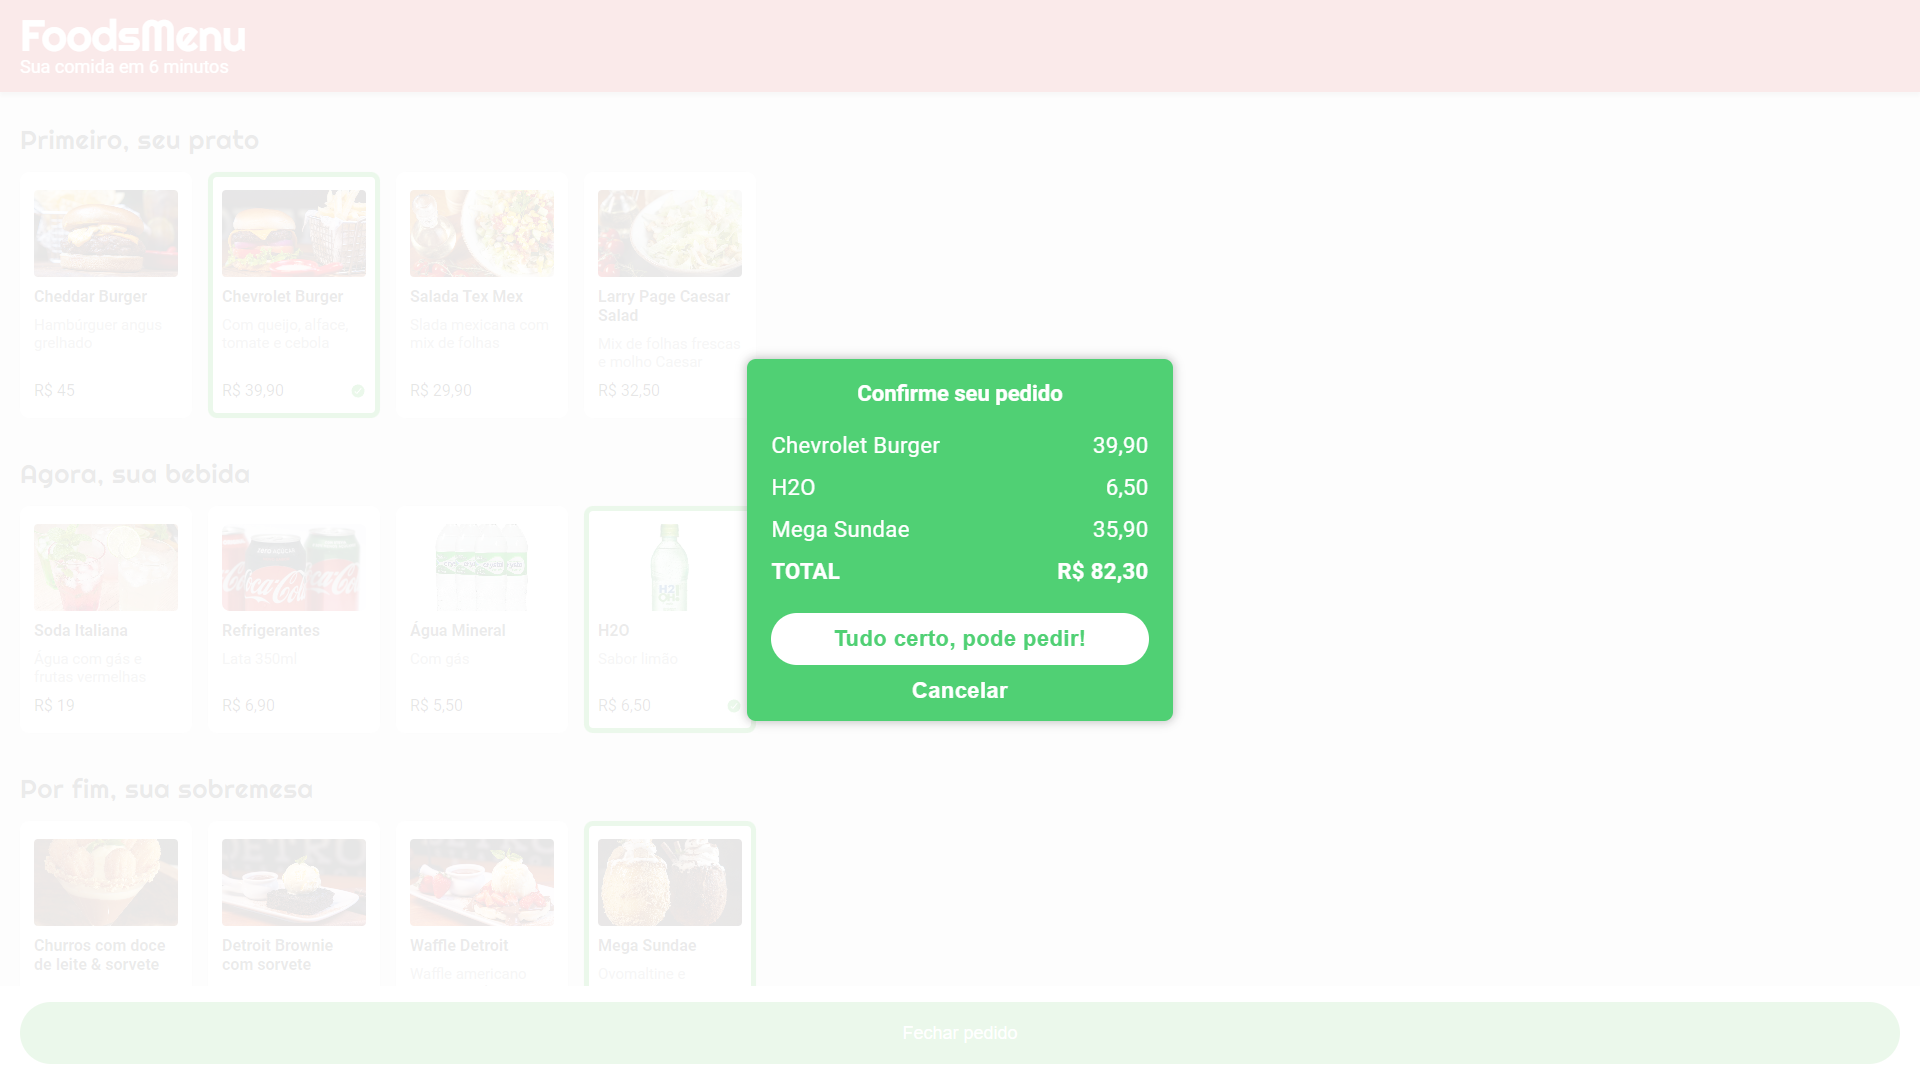 FoodsMenu
Sua comida em 6 minutos
Primeiro, seu prato
Cheddar Burger
Hambúrguer angus
grelhado
R$ 45
Chevrolet Burger
Com queijo, alface,
tomate e cebola
R$ 39,90
Salada Tex Mex
Slada mexicana com
mix de folhas
R$ 29,90
Larry Page Caesar
Salad
Mix de folhas frescas
e molho Caesar
R$ 32,50
Agora, sua bebida
Soda Italiana
Água com gás e
frutas vermelhas
R$ 19
Refrigerantes
Lata 350ml
R$ 6,90
Água Mineral
Com gás
R$ 5,50
H2O
Sabor limão
R$ 6,50
Por fim, sua sobremesa
Churros com doce
de leite & sorvete
Detroit Brownie
com sorvete
Waffle Detroit
Waffle americano
Mega Sundae
Ovomaltine e
Confirme seu pedido
Chevrolet Burger 39,90
H2O 6,50
Mega Sundae 35,90
TOTAL R$ 82,30
Tudo certo, pode pedir!
Cancelar
Fechar pedido